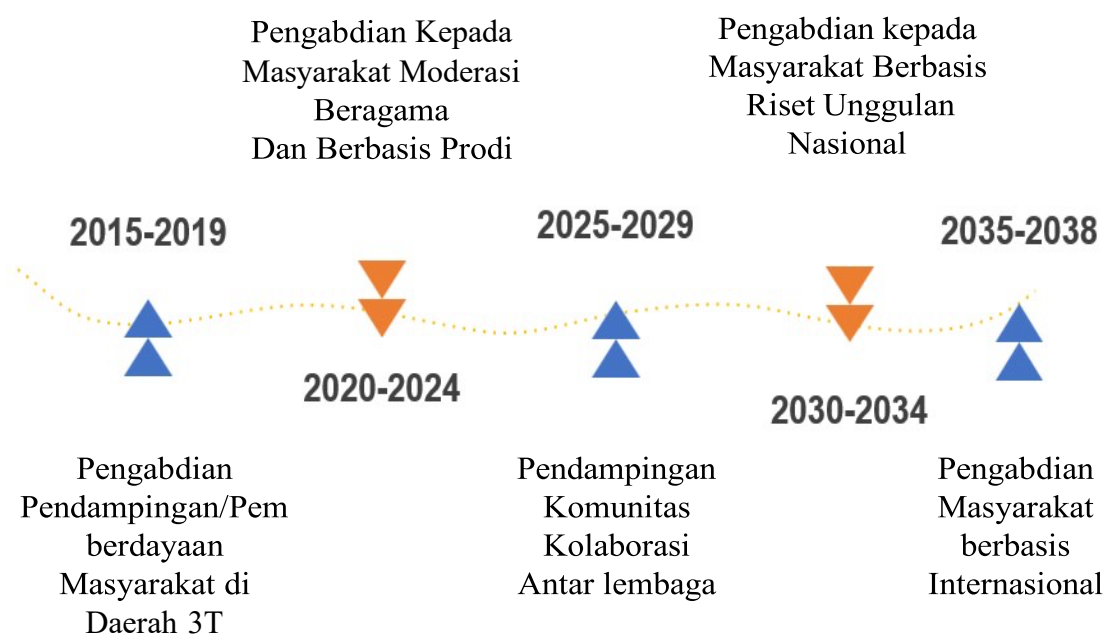 Pengabdian Kepada
Masyarakat Moderasi
Beragama
Dan Berbasis Prodi
Pengabdian kepada
Masyarakat Berbasis
Riset Unggulan
Nasional
2015-2019
2025-2029
2035-2038
2020-2024
2030-2034
Pengabdian
Pendampingan/Pem
berdayaan
Masyarakat di
Daerah 3T
Pendampingan
Komunitas
Kolaborasi
Antar lembaga
Pengabdian
Masyarakat
berbasis
Internasional